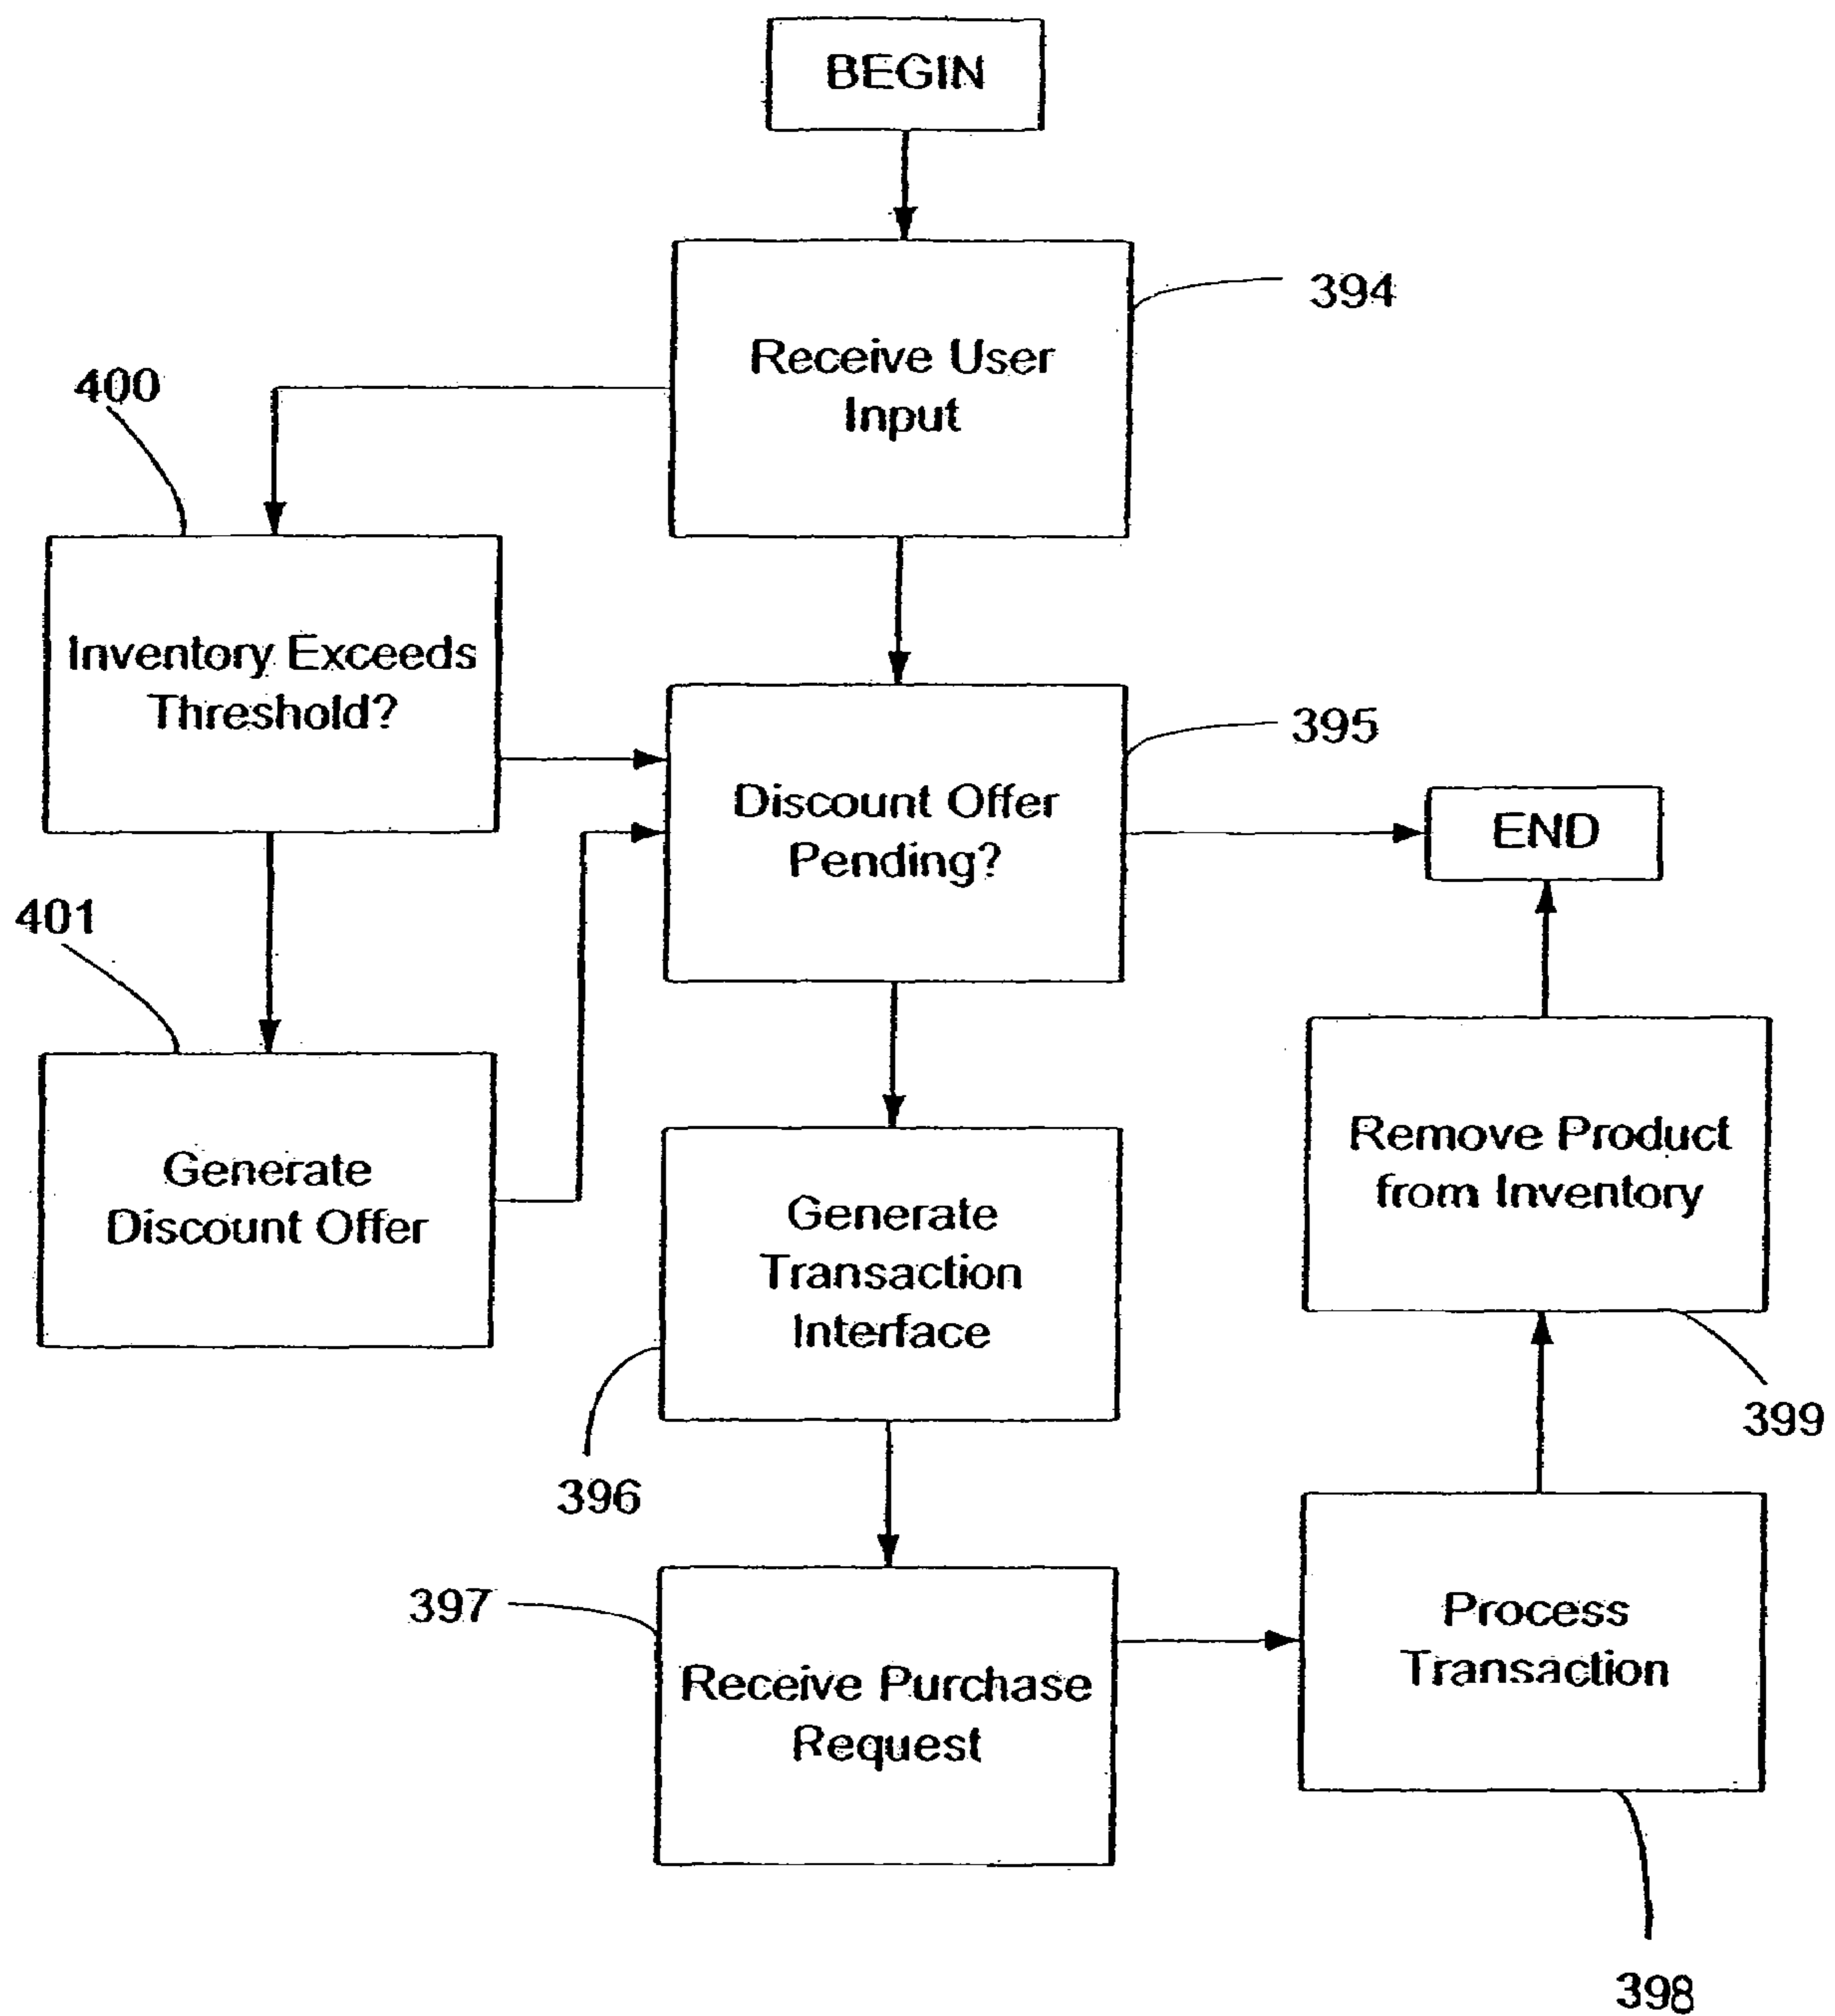 BEGIN
394
Receive User
Input
400
Inventory Exceeds
Threshold?
395
Discount Offer
Pending?
END
401
Generate
Discount Offer
Generate
Transaction
Interface
396
Remove Product
from Inventory
399
397
Receive Purchase
Request
Process
Transaction
398